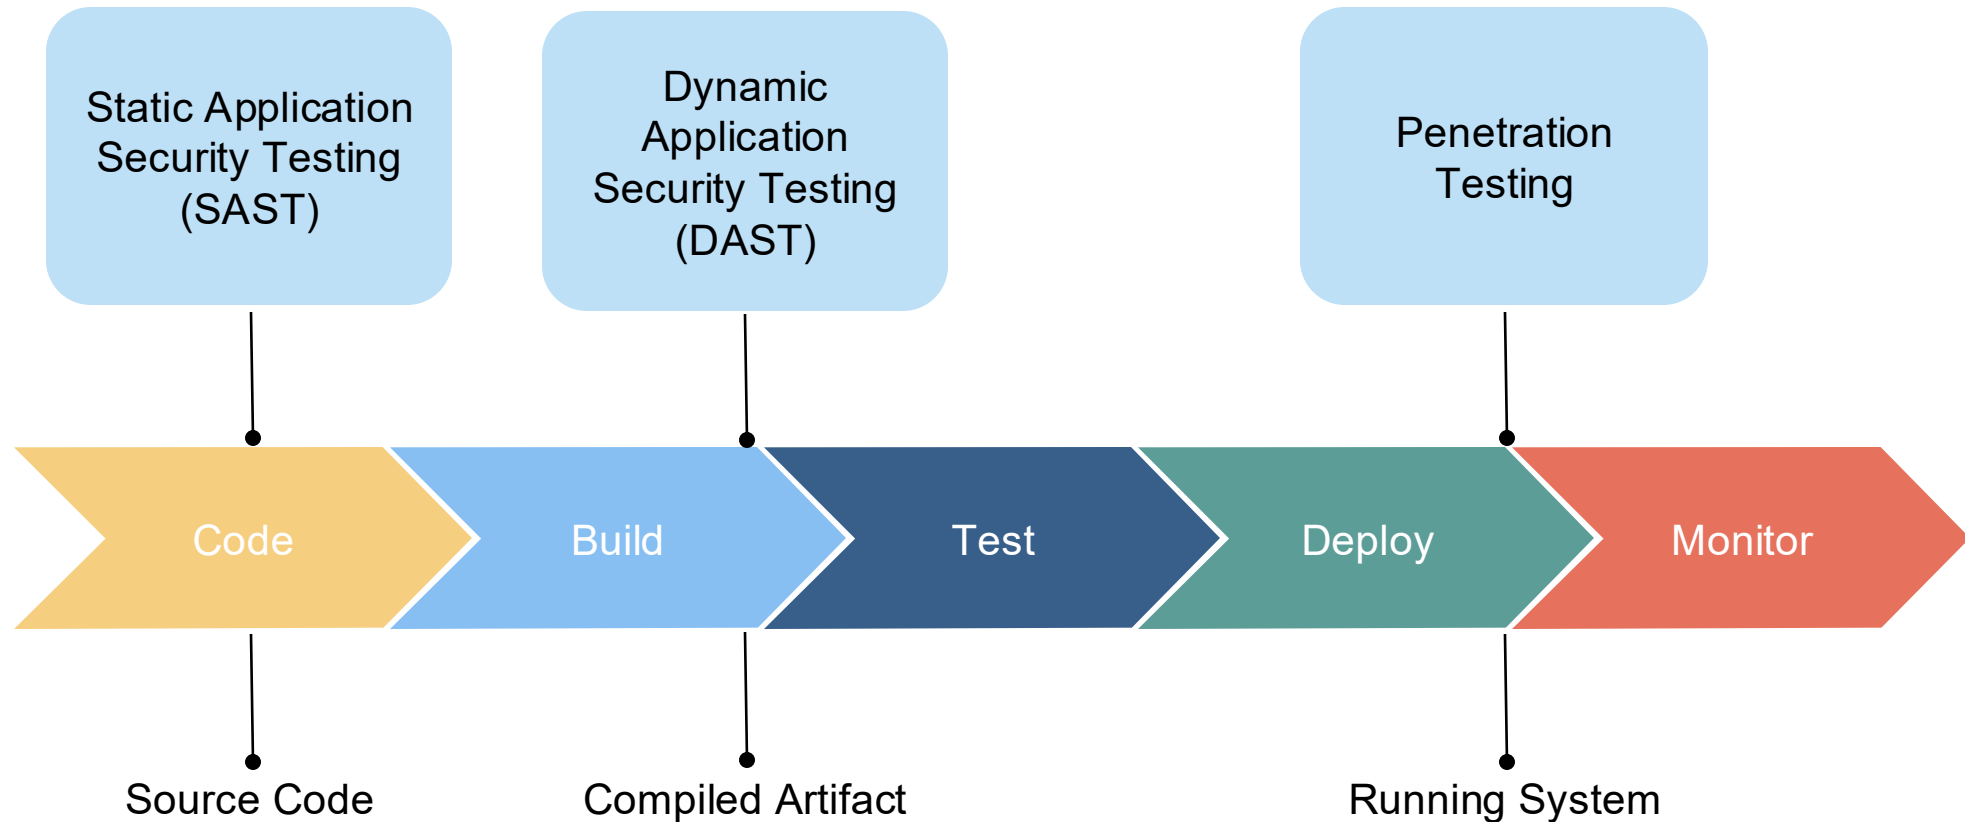 Static Application
Security Testing
(SAST)
Dynamic
Application
Security Testing
(DAST)
Penetration
Testing
Code
Build
Test
Deploy
Monitor
Source Code
Compiled Artifact
Running System